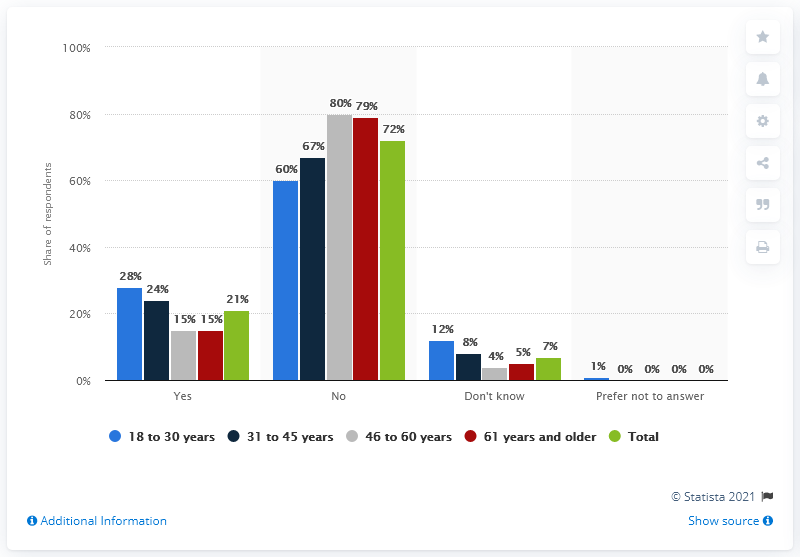 100%
80%
60%
40%
20%
0%
Share of respondents
28%
24%
15%
15%
21%
60%
67%
80%
79%
72%
12%
8%
4%
5%
7%
1%
0%
0%
0%
0%
Yes
No
Don't know
Prefer not to answer
18 to 30 years
31 to 45 years
46 to 60 years
61 years and older
Total
© Statista 2021
Additional Information
Show source